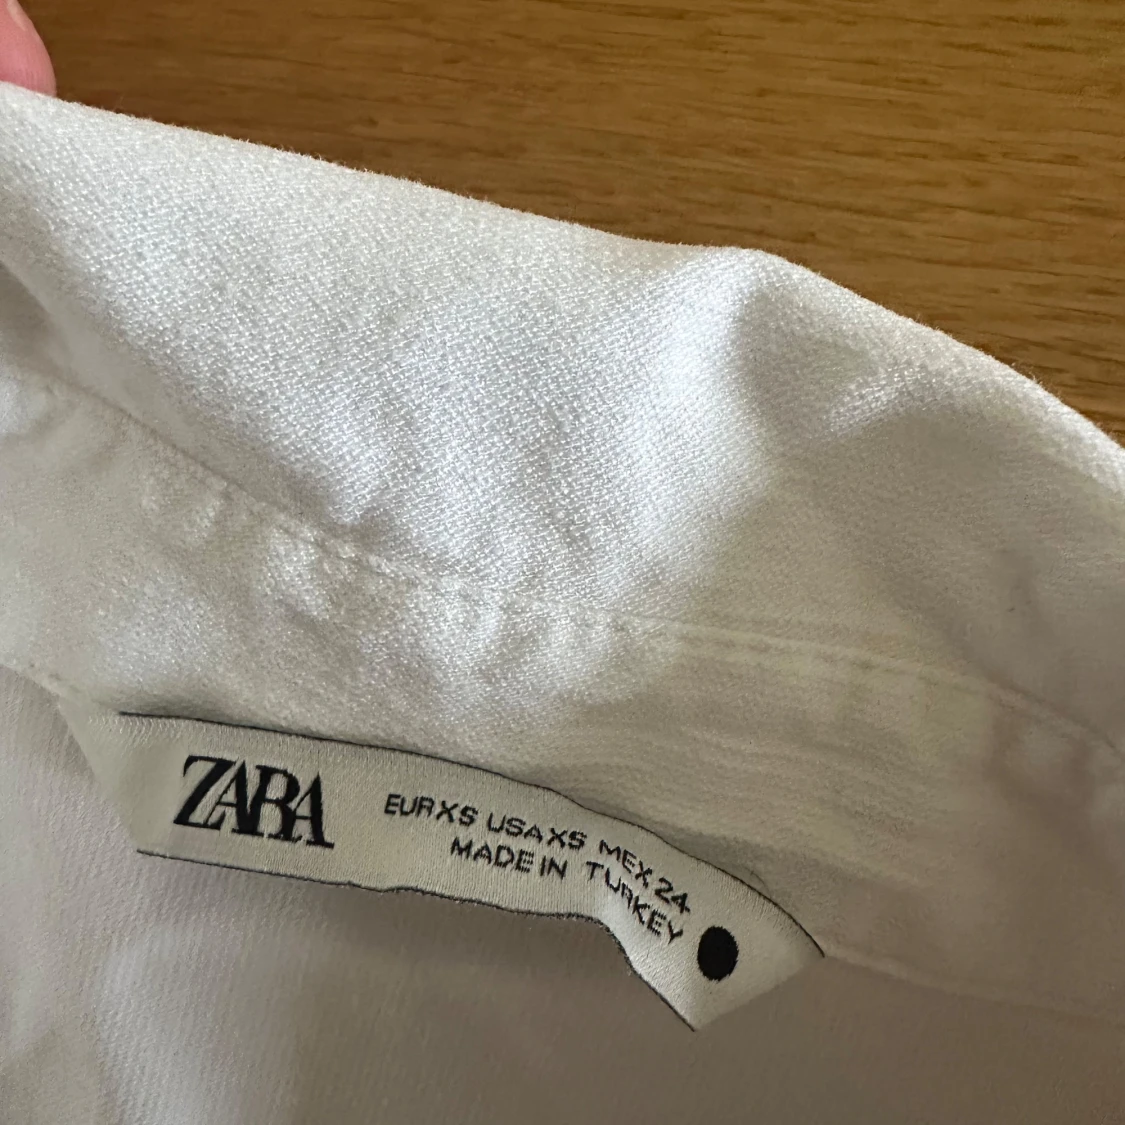 ZARA
EUR XS USA XS MEX 24
MADE IN TURKEY